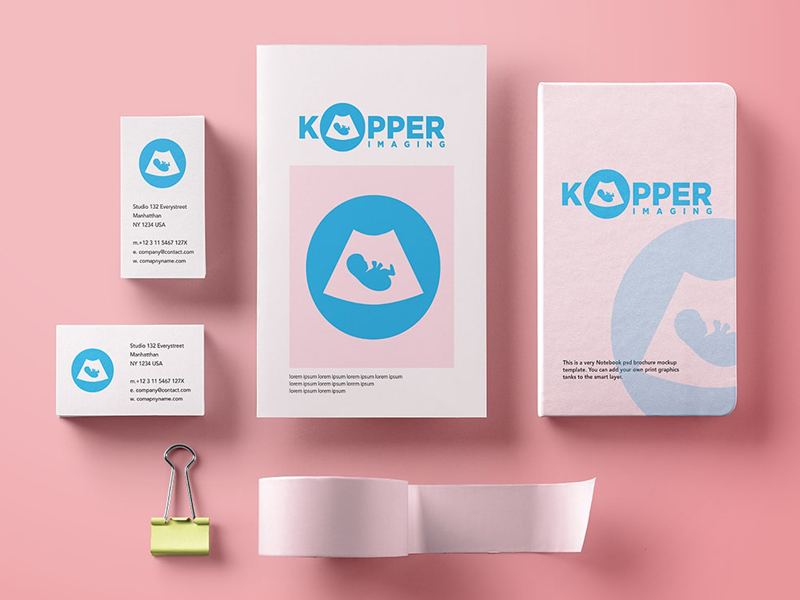 Studio 132 Everystreet
Manhatthan
NY 1234 USA
m.+12 3 11 5467 127X
e. company@contact.com
w. comapnyname.com
Studio 132 Everystreet
Manhatthan
NY 1234 USA
m.+12 3 11 5467 127X
e. company@contact.com
w. comapnyname.com
KOPPER
IMAGING
lorem ipsum lorem ipsum lorem ipsum lorem ipsum
lorem ipsum lorem ipsum lorem ipsum
lorem ipsum lorem ipsum
KOPPER
IMAGING
This is a very Notebook psd brochure mockup
template. You can add your own print graphics
tanks to the smart layer.